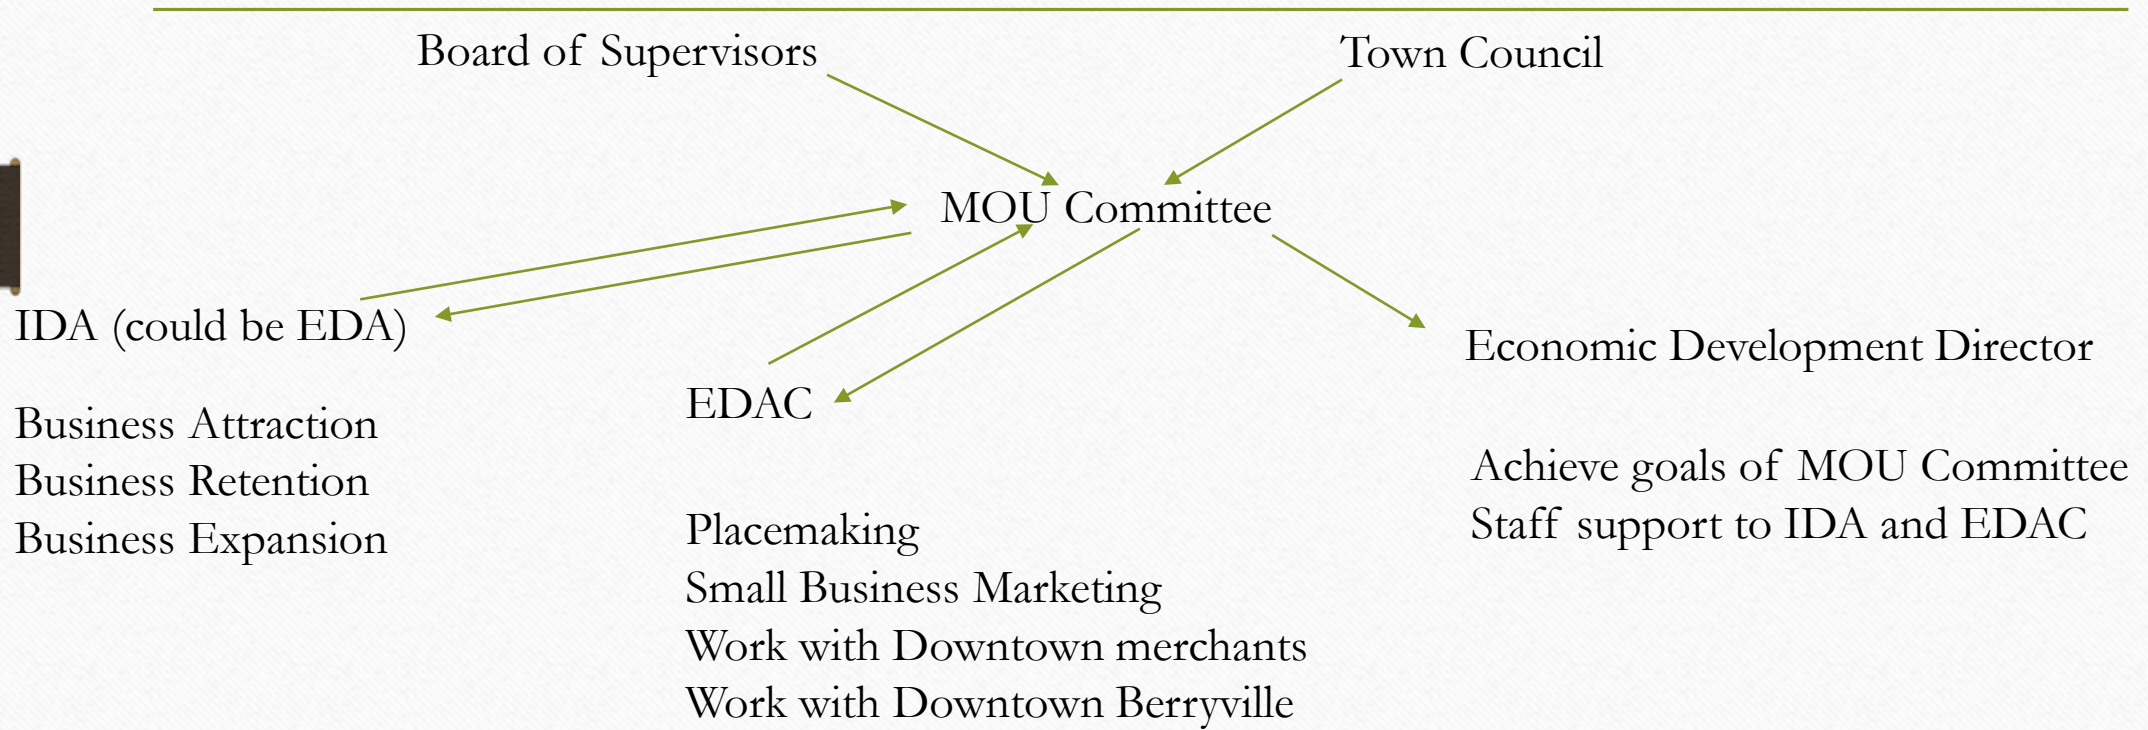 Board of Supervisors
Town Council
MOU Committee
IDA (could be EDA)
Business Attraction
Business Retention
Business Expansion
EDAC
Placemaking
Small Business Marketing
Work with Downtown merchants
Work with Downtown Berryville
Economic Development Director
Achieve goals of MOU Committee
Staff support to IDA and EDAC